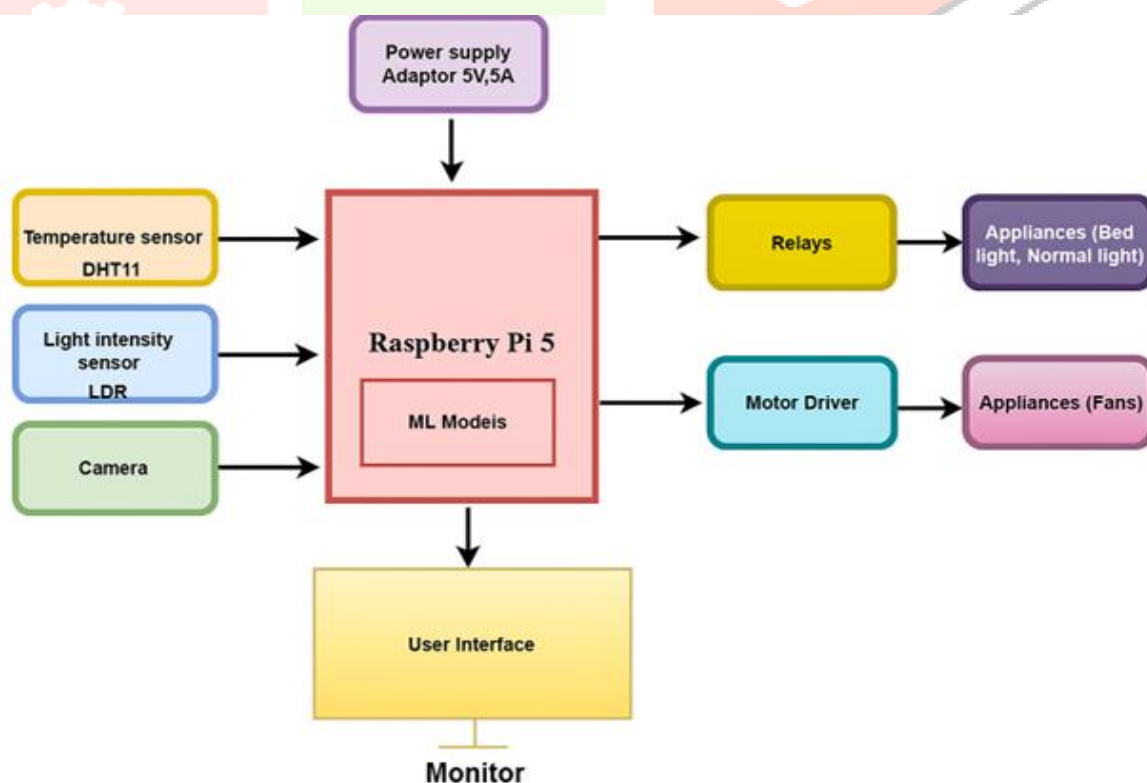 Power supply
Adaptor 5V,5A
Temperature sensor
DHT11
Light intensity
sensor
LDR
Camera
Raspberry Pi 5
ML Modeis
Relays
Appliances (Bed
light, Normal light)
Motor Driver
Appliances (Fans)
User Interface
Monitor